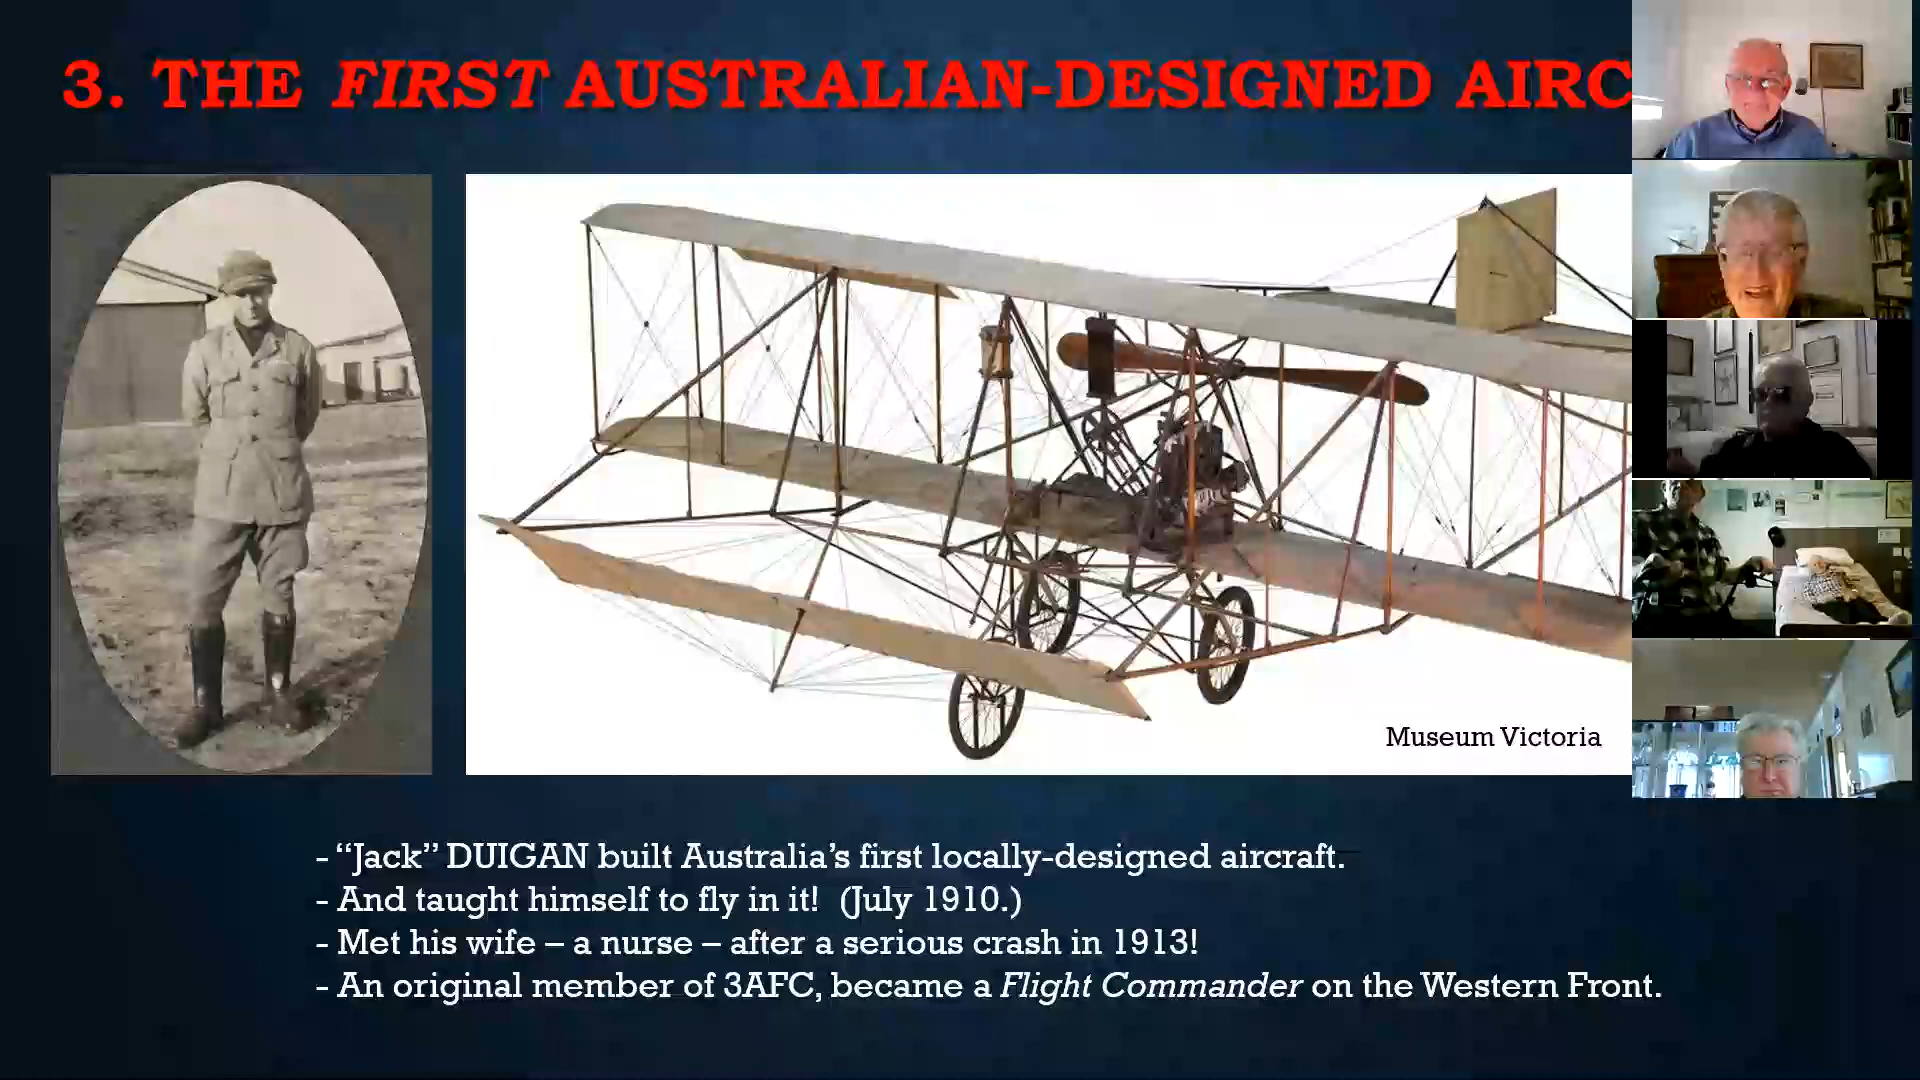 3. THE FIRST AUSTRALIAN-DESIGNED AIRC
Museum Victoria
- “Jack” DUIGAN built Australia’s first locally-designed aircraft.
- And taught himself to fly in it!  (July 1910.)
- Met his wife – a nurse – after a serious crash in 1913!
- An original member of 3AFC, became a Flight Commander on the Western Front.